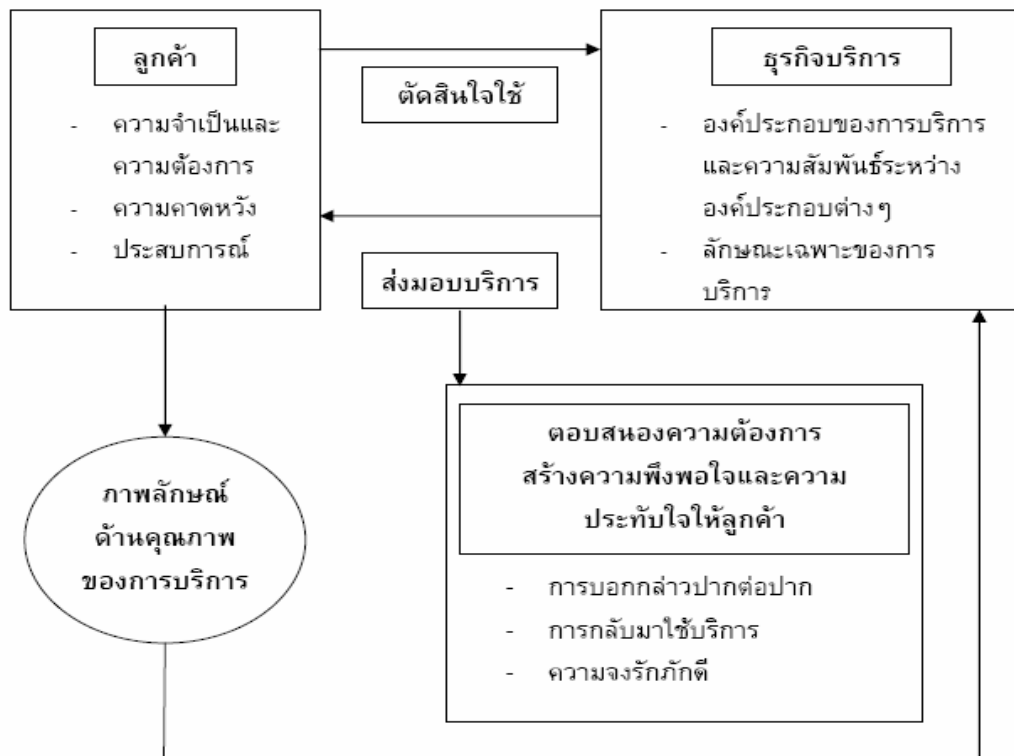 ลูกค้า
- ความจำเป็นและ
ความต้องการ
- ความคาดหวัง
- ประสบการณ์
ตัดสินใจใช้
ส่งมอบบริการ
ธุรกิจบริการ
- องค์ประกอบของการบริการ
และความสัมพันธ์ระหว่าง
องค์ประกอบต่างๆ
- ลักษณะเฉพาะของการ
บริการ
ภาพลักษณ์
ด้านคุณภาพ
ของการบริการ
ตอบสนองความต้องการ
สร้างความพึงพอใจและความ
ประทับใจให้ลูกค้า
- การบอกกล่าวปากต่อปาก
- การกลับมาใช้บริการ
- ความจงรักภักดี